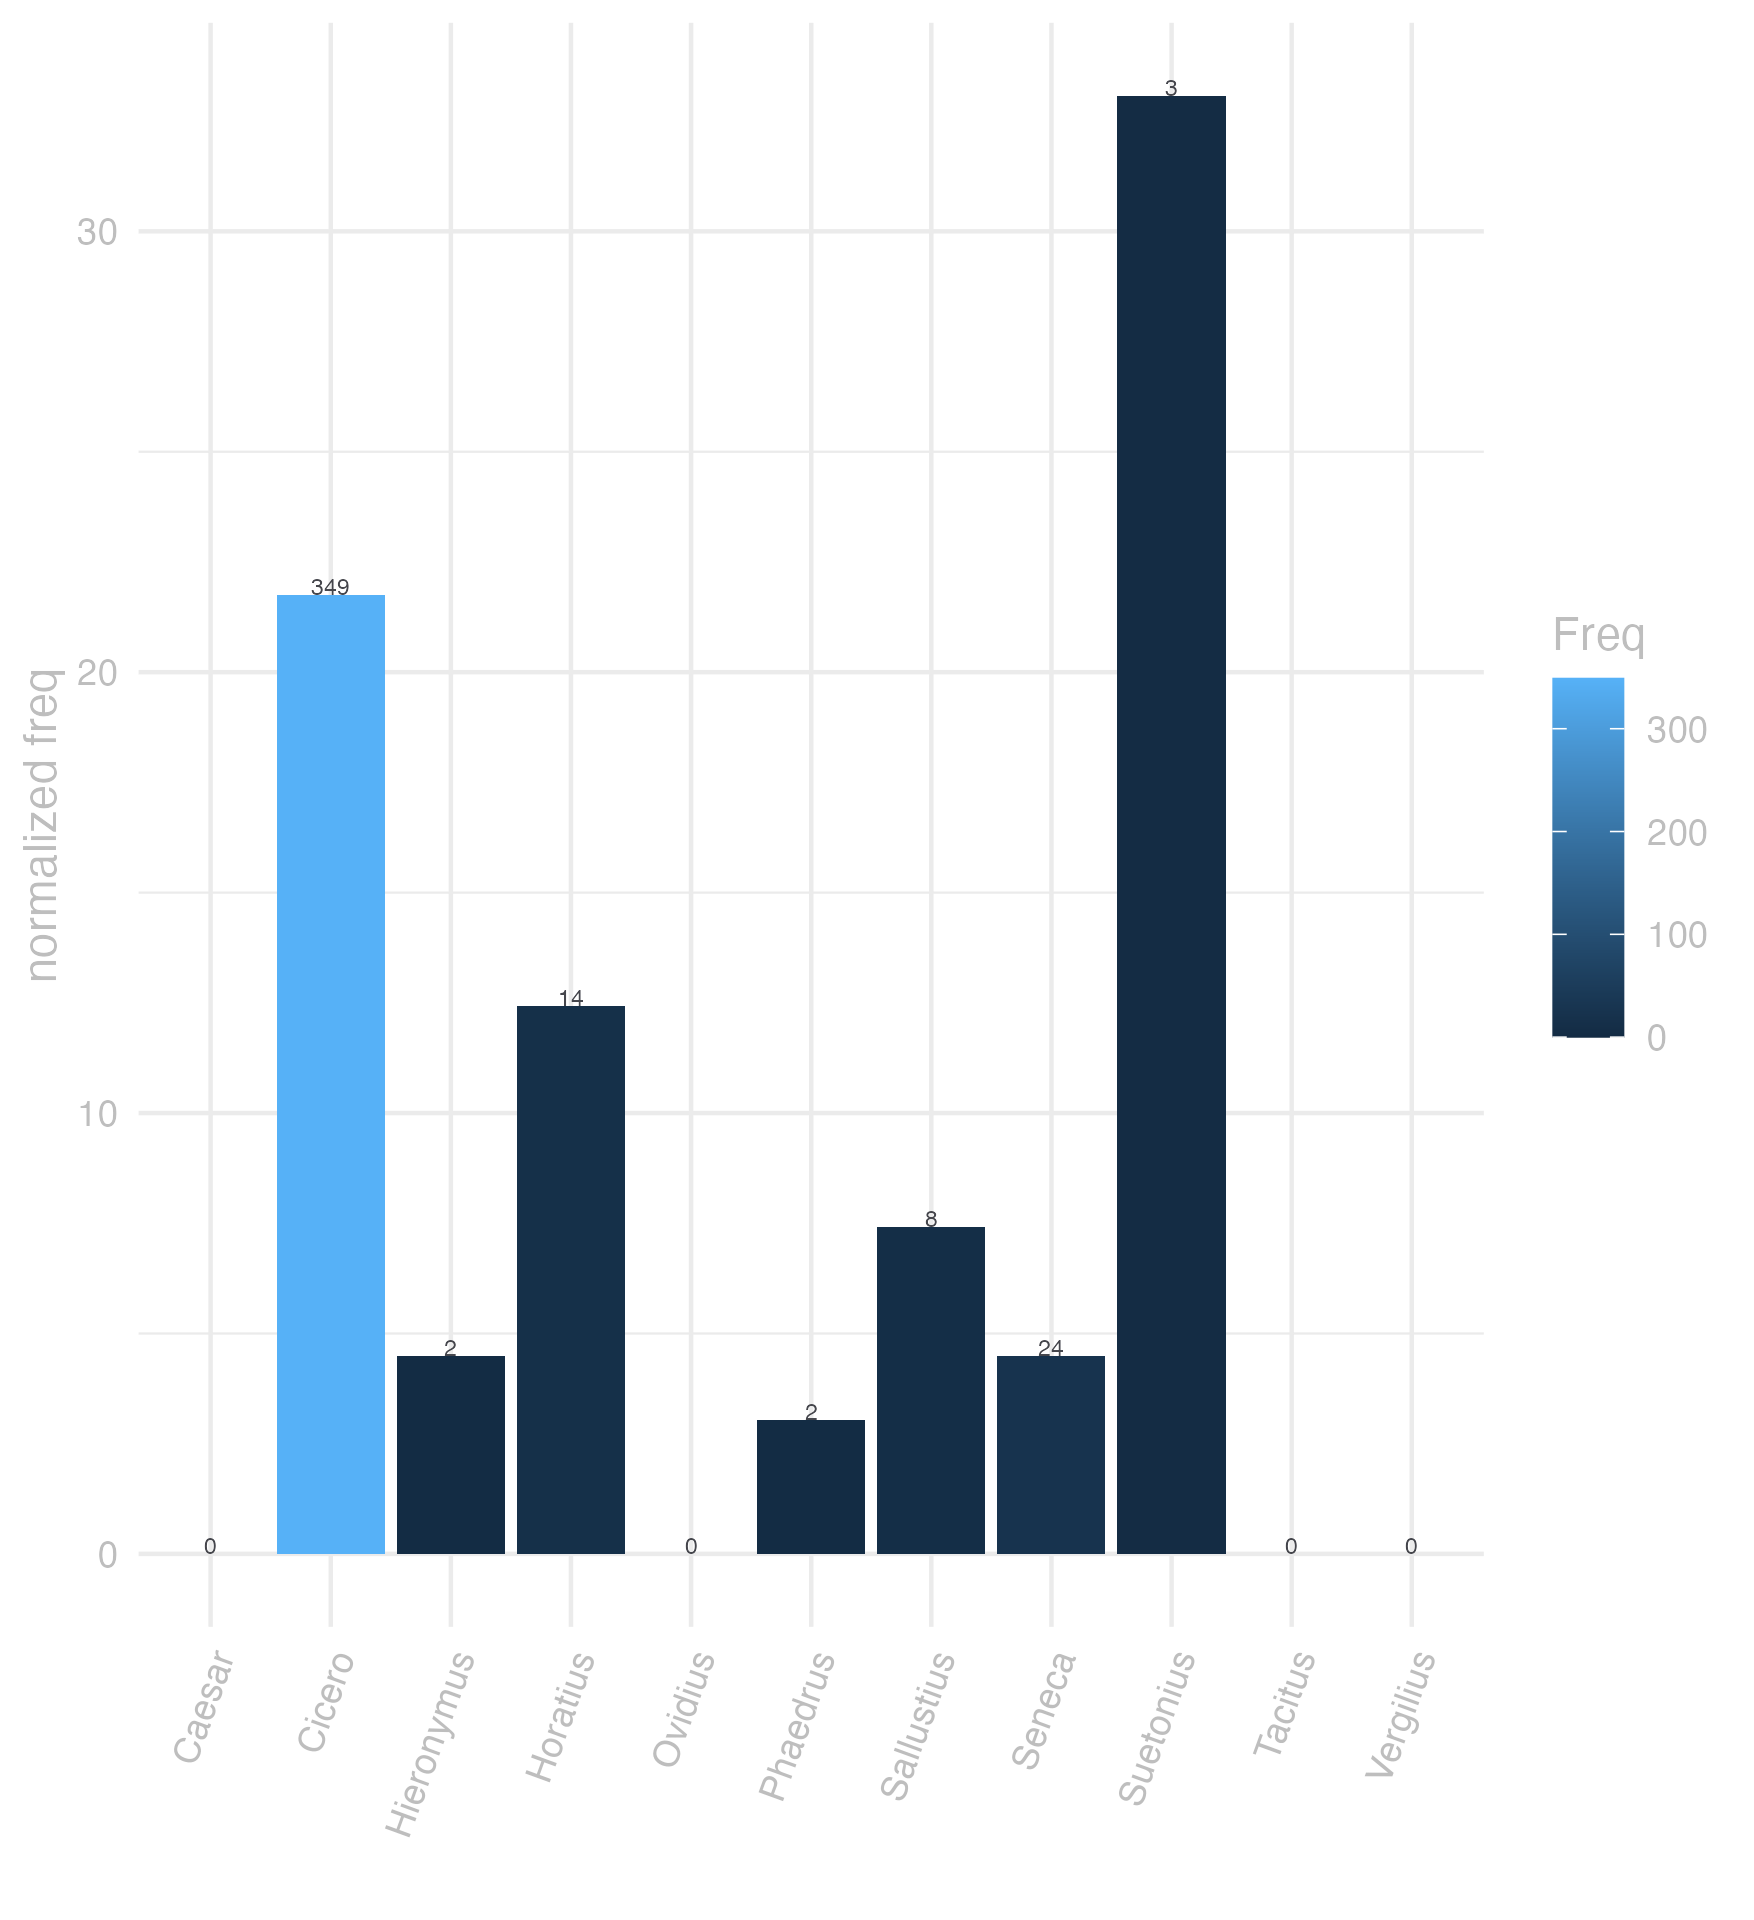 3
30
349
20
normalized freq
14
10
8
2
24
2
0
0
0
0
0
Caesar
Cicero
Hieronymus
Horatius
Ovidius
Phaedrus
Sallustius
Seneca
Suetonius
Tacitus
Vergilius
Freq
300
200
100
0